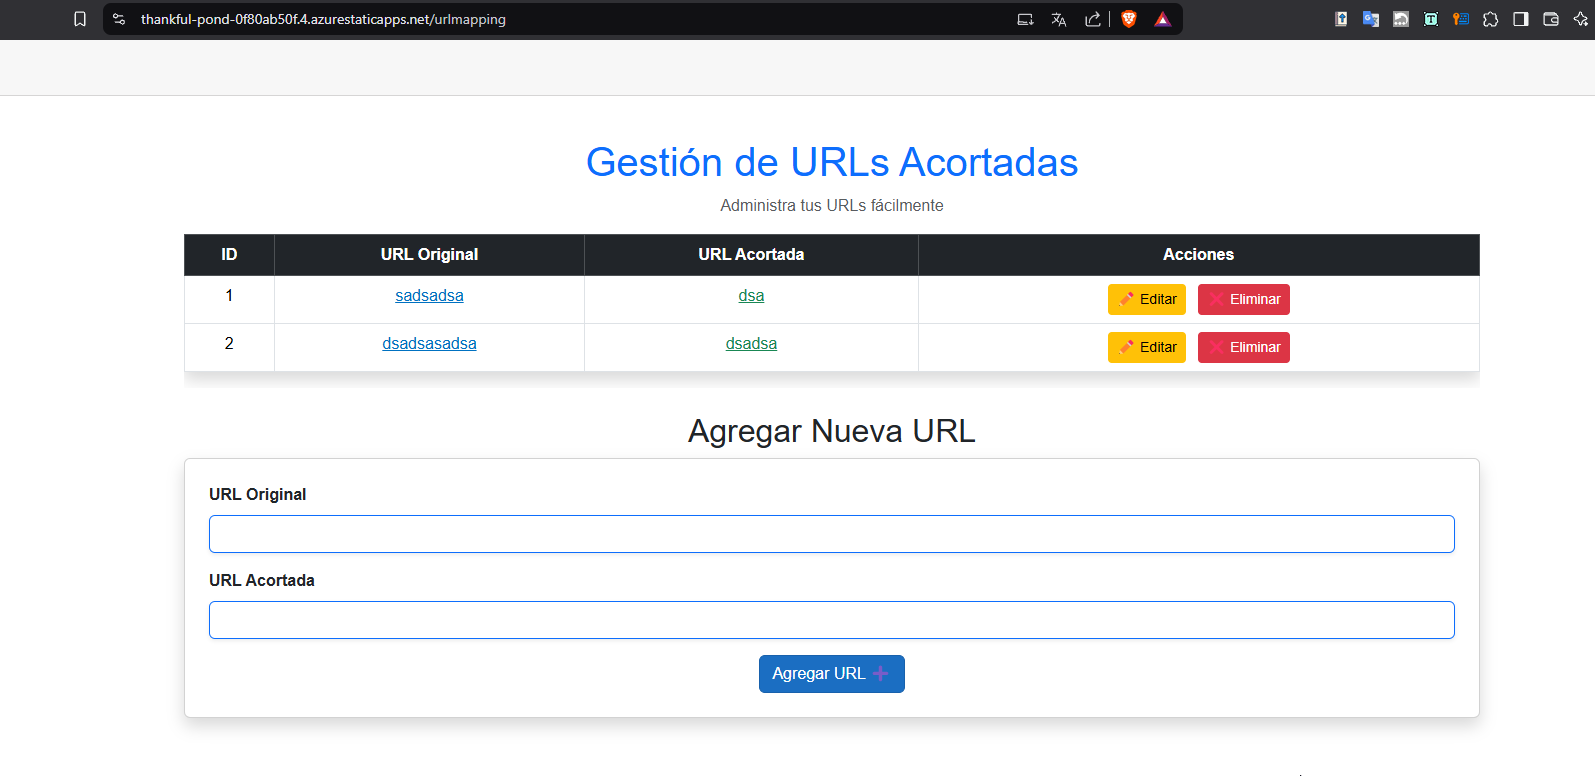 thankful-pond-0f80ab50f.4.azurestaticapps.net/urlmapping
Gestión de URLs Acortadas
Administra tus URLs fácilmente
ID URL Original URL Acortada Acciones
1 sadsadsa dsa Editar Eliminar
2 dsadsasadsa dsadsa Editar Eliminar
Agregar Nueva URL
URL Original
URL Acortada
Agregar URL